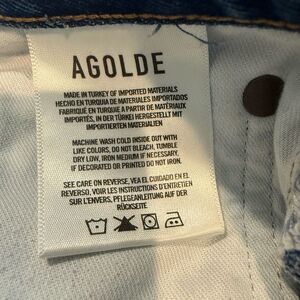 AGOLDE
MADE IN TURKEY OF IMPORTED MATERIALS
HECHO EN TURQUIA DE MATERIALES IMPORTADOS
FABRIQUÉ EN TURQUIE A PARTIR DE MATÉRIAUX
IMPORTÉS, IN DER TÜRKEI HERGESTELLT MIT
IMPORTIERTEN MATERIALIEN
MACHINE WASH COLD INSIDE OUT WITH
LIKE COLORS, DO NOT BLEACH, TUMBLE
DRY LOW, IRON MEDIUM IF NECESSARY.
IF DECORATED OR PRINTED DO NOT IRON.
SEE CARE ON REVERSE, VEA EL CUIDADO EN EL
REVERSO, VOIR LES INSTRUCTIONS D'ENTRETIEN
SUR L'ENVERS, PFLEGEANLEITUNG AUF DER
RÜCKSEITE